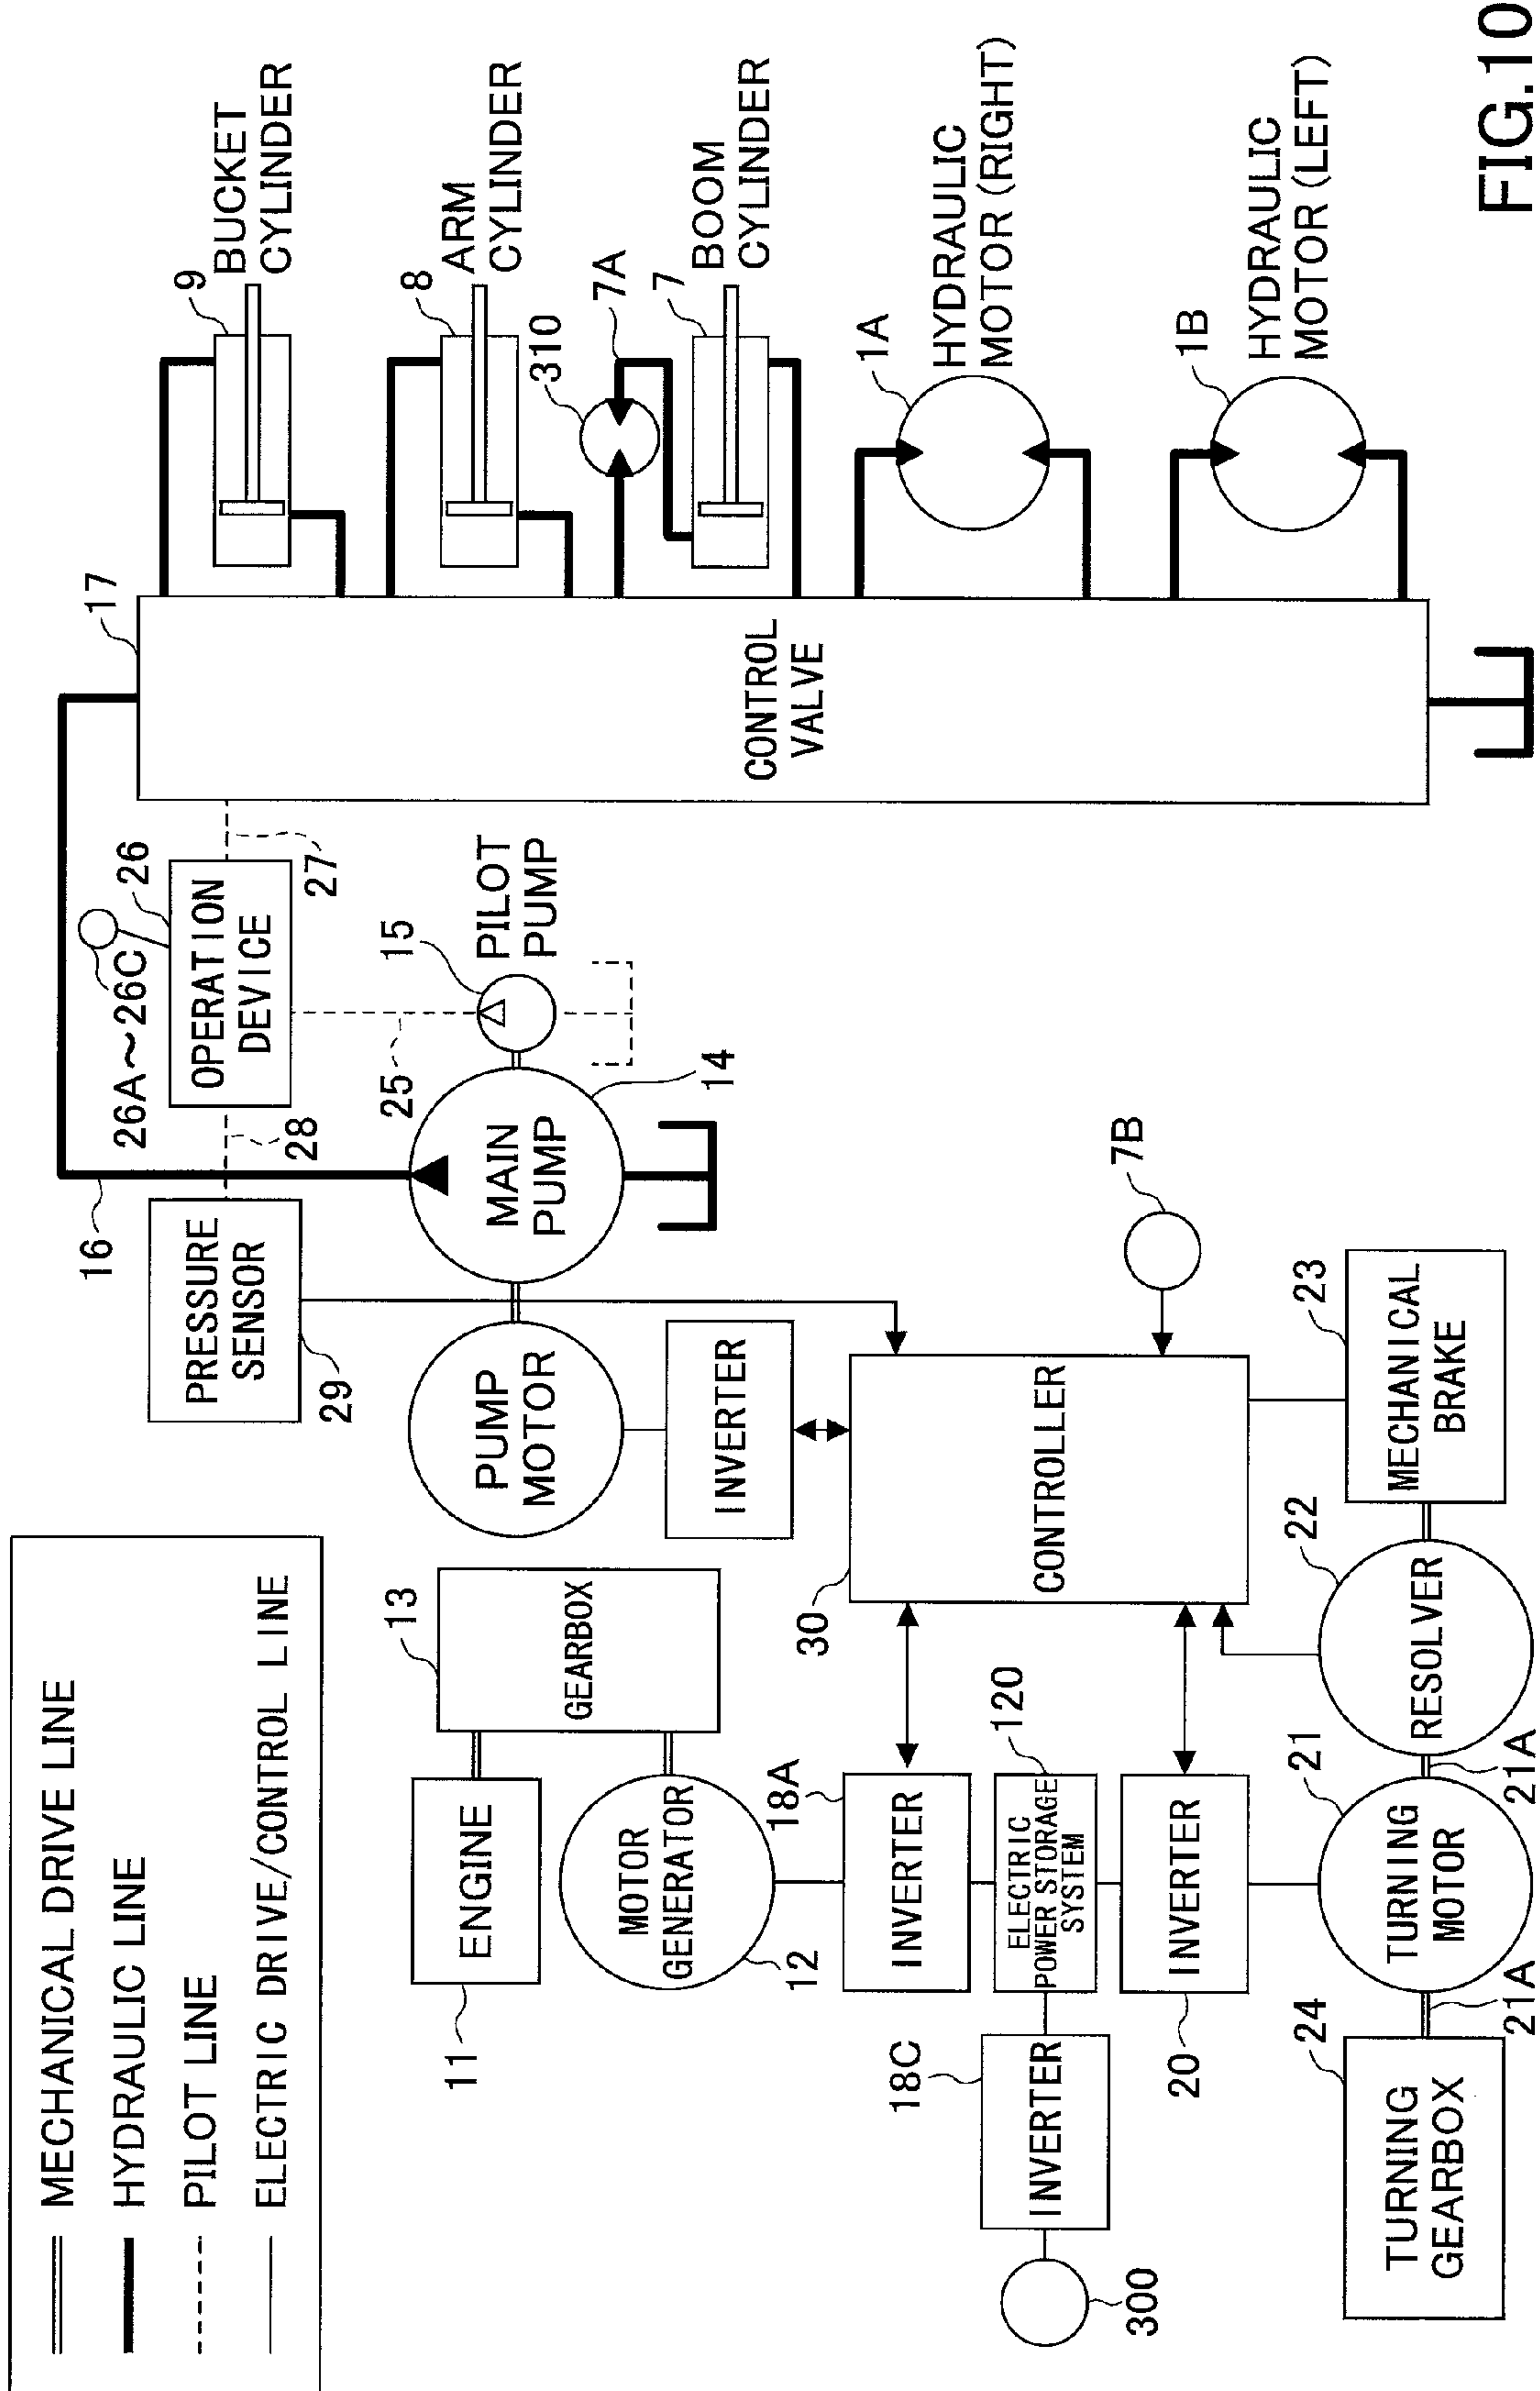 MECHANICAL DRIVE LINE
HYDRAULIC LINE
PILOT LINE
ELECTRIC DRIVE/CONTROL LINE
11
ENGINE
13
GEARBOX
MOTOR
GENERATOR
12
18A
INVERTER
120
ELECTRIC
POWER STORAGE
SYSTEM
18C
INVERTER
300
20
INVERTER
24
TURNING
GEARBOX
21A
21
TURNING
MOTOR
21A
22
RESOLVER
23
MECHANICAL
BRAKE
30
CONTROLLER
7B
INVERTER
PUMP
MOTOR
PRESSURE
SENSOR
29
16
28
MAIN
PUMP
14
25
15
PILOT
PUMP
26A~26C
26
OPERATION
DEVICE
27
17
CONTROL
VALVE
9
BUCKET
CYLINDER
8
ARM
CYLINDER
310
7A
7
BOOM
CYLINDER
1A
HYDRAULIC
MOTOR (RIGHT)
1B
HYDRAULIC
MOTOR (LEFT)
FIG.10